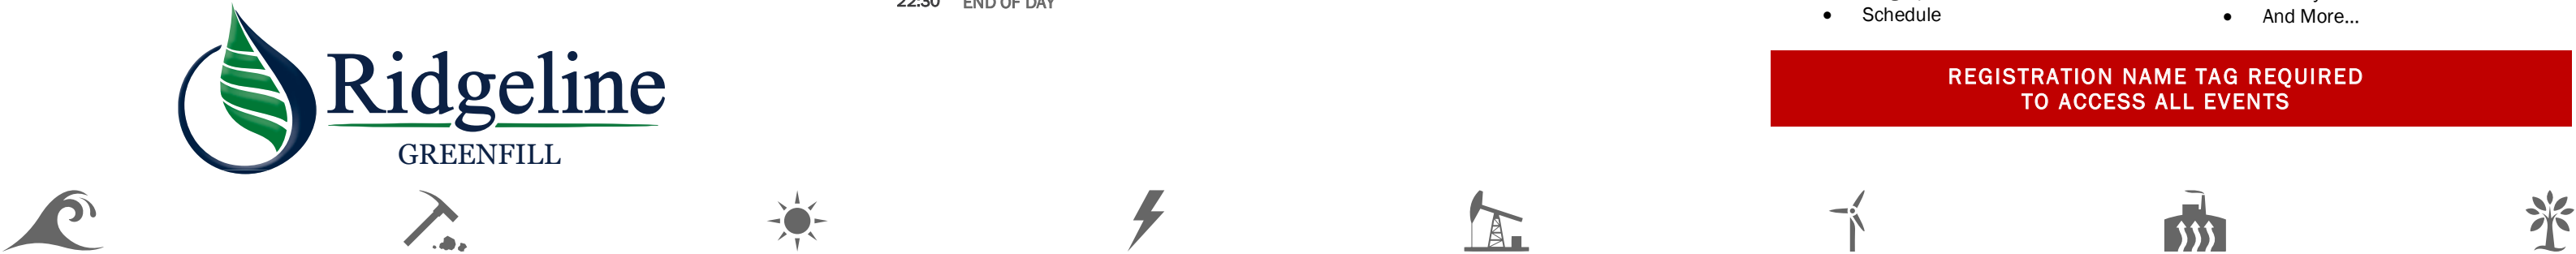 22:30 END OF DAY
• Schedule
• And More...
Ridgeline
GREENFILL
REGISTRATION NAME TAG REQUIRED
TO ACCESS ALL EVENTS